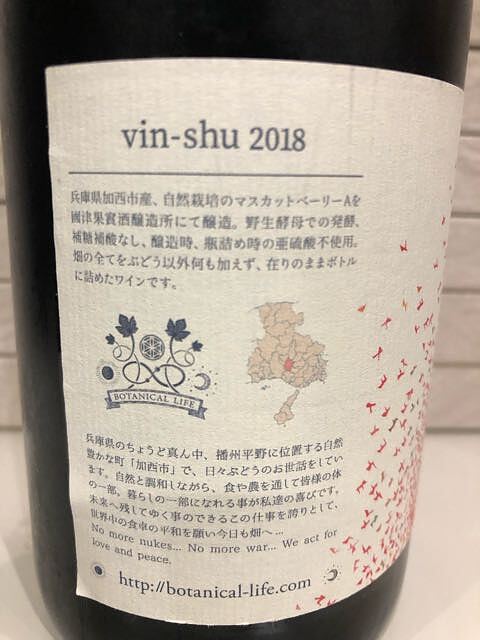 vin-shu 2018
兵庫県加西市産、自然栽培のマスカットベーリーAを
國津果實酒醸造所にて醸造。野生酵母での発酵、
補糖補酸なし、醸造時、瓶詰め時の亜硫酸不使用。
畑の全てをぶどう以外何も加えず、在りのままボトル
に詰めたワインです。
BOTANICAL LIFE
兵庫県のちょうど真ん中、播州平野に位置する自然
豊かな町「加西市」で、日々ぶどうのお世話をしてい
ます。自然と調和しながら、食や農を通して皆様の体
の一部、暮らしの一部になれる事が私達の喜びです。
未来へ残してゆく事のできるこの仕事を誇りとして、
世界中の食卓の平和を願い今日も畑へ…
No more nukes... No more war... We act for
love and peace.
http://botanical-life.com